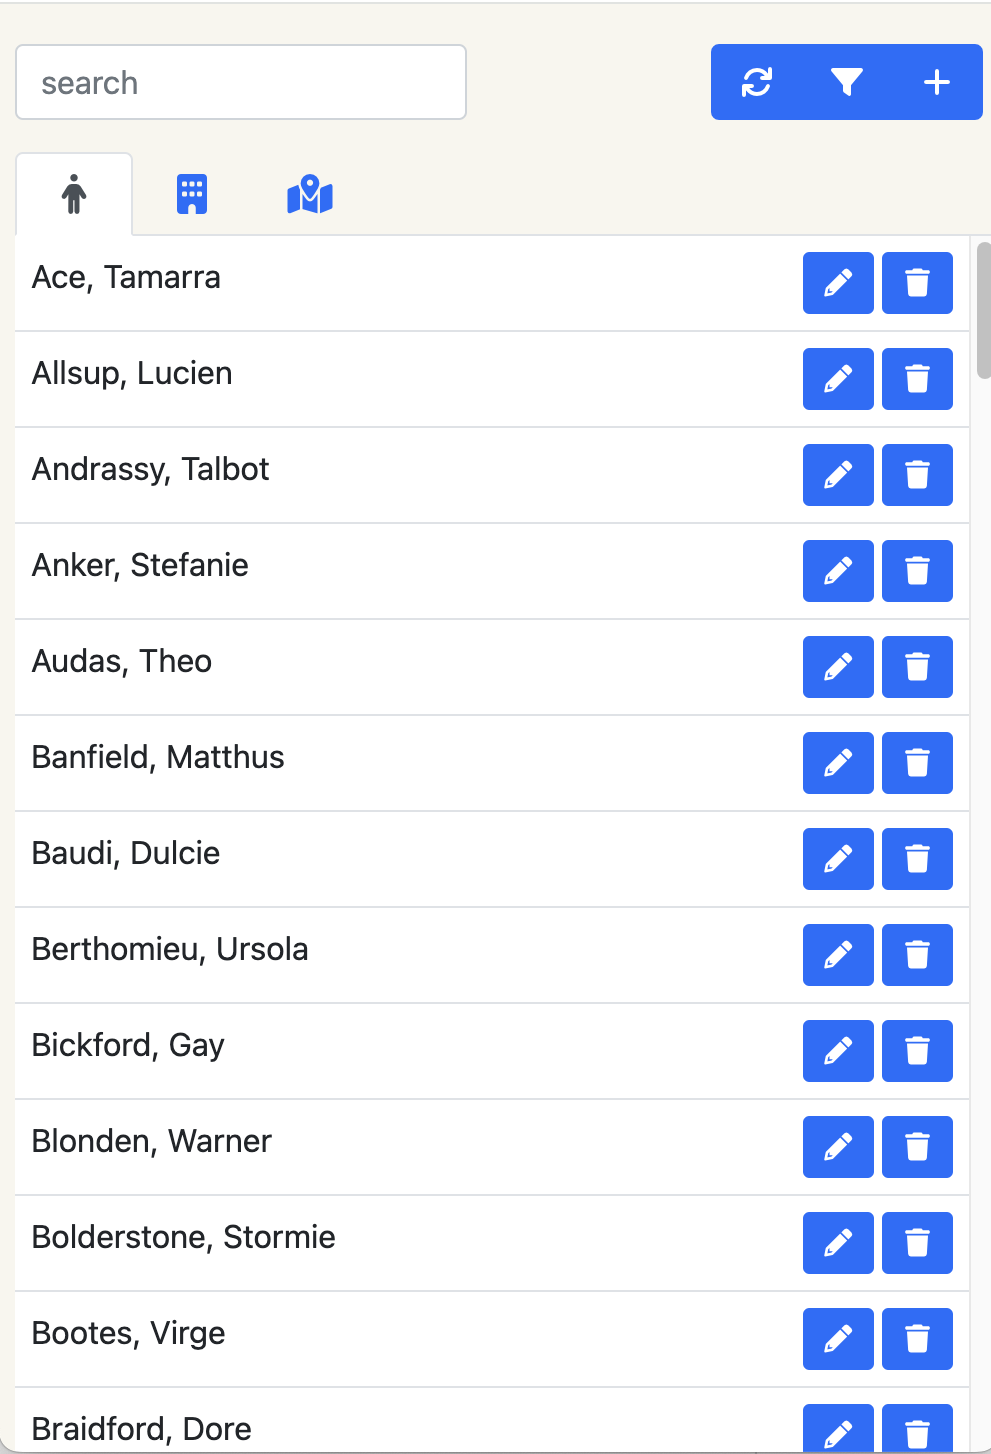 search
Ace, Tamarra
Allsup, Lucien
Andrassy, Talbot
Anker, Stefanie
Audas, Theo
Banfield, Matthus
Baudi, Dulcie
Berthomieu, Ursola
Bickford, Gay
Blonden, Warner
Bolderstone, Stormie
Bootes, Virge
Braidford, Dore